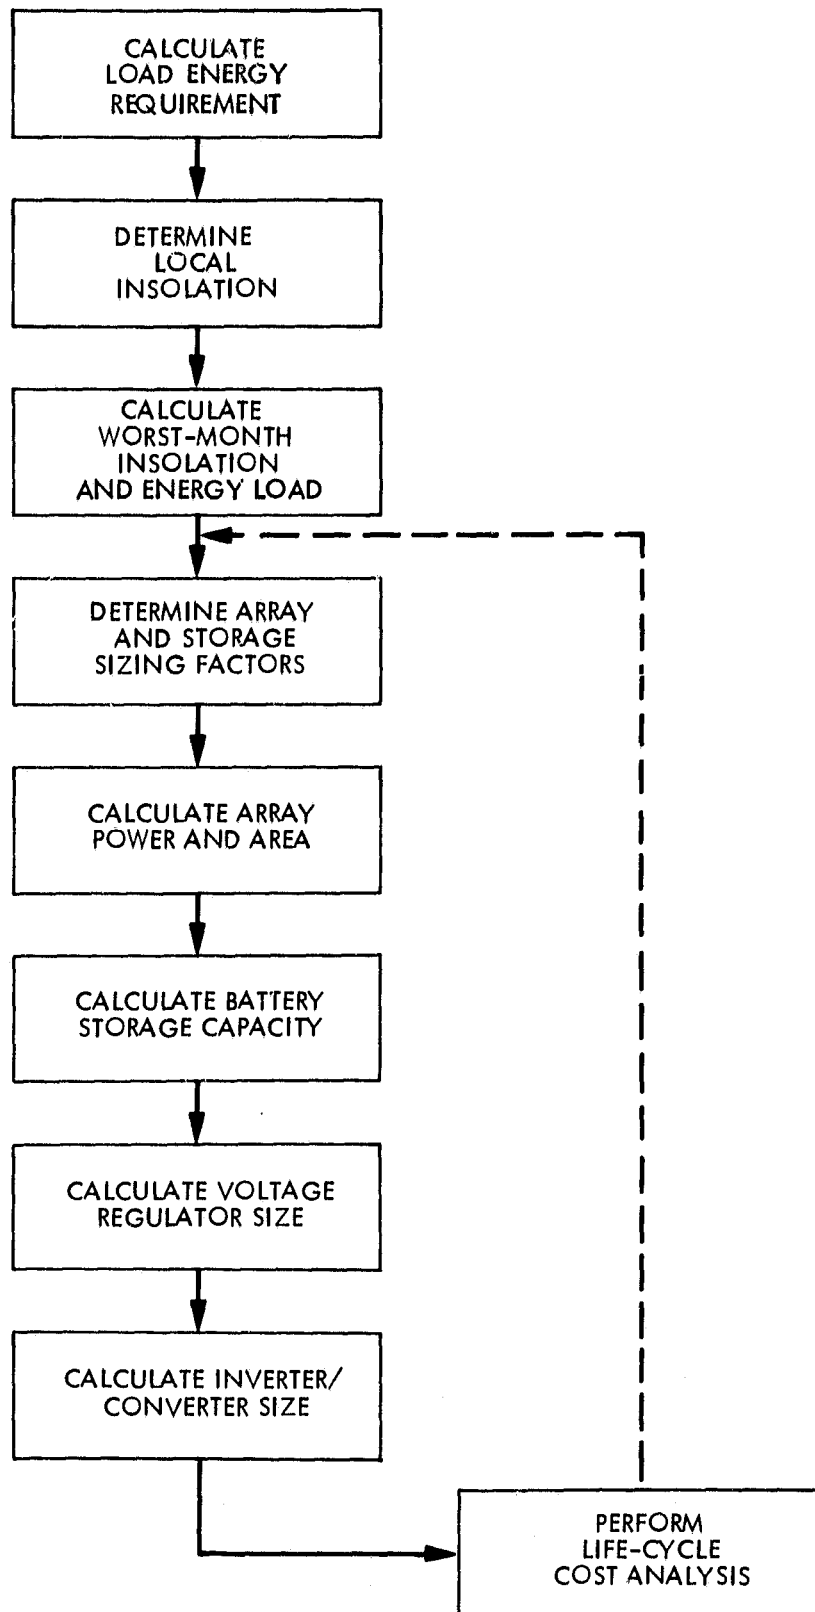 CALCULATE
LOAD ENERGY
REQUIREMENT
DETERMINE
LOCAL
INSOLATION
CALCULATE
WORST-MONTH
INSOLATION
AND ENERGY LOAD
DETERMINE ARRAY
AND STORAGE
SIZING FACTORS
CALCULATE ARRAY
POWER AND AREA
CALCULATE BATTERY
STORAGE CAPACITY
CALCULATE VOLTAGE
REGULATOR SIZE
CALCULATE INVERTER/
CONVERTER SIZE
PERFORM
LIFE-CYCLE
COST ANALYSIS